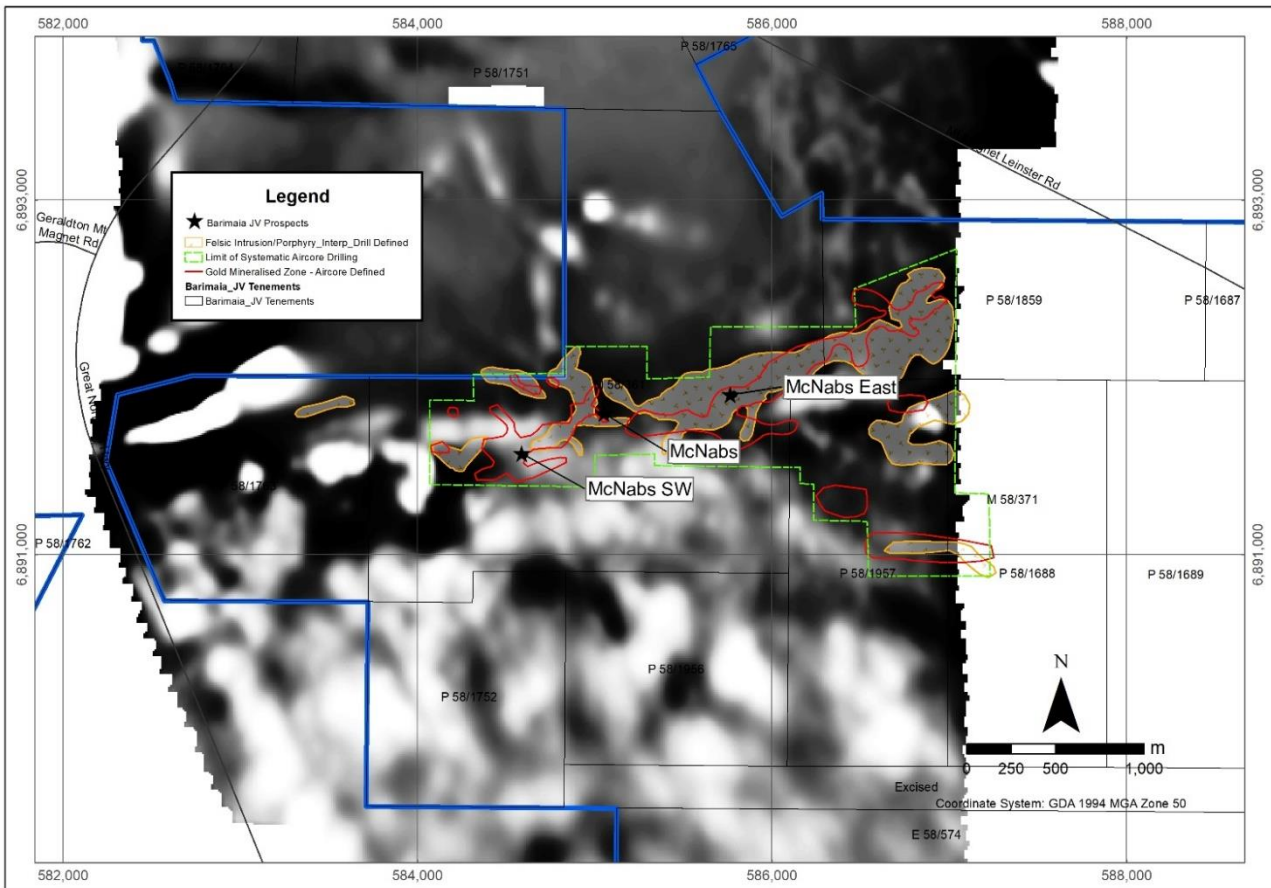 582,000
584,000
586,000
588,000
P 58/1764
P 58/1751
P 58/1765
6,893,000
6,893,000
Leinster Rd
Geraldton Mt
Magnet Rd
Legend
Barimaia JV Prospects
Felsic Intrusion/Porphyry_Interp_Drill Defined
Limit of Systematic Aircore Drilling
Gold Mineralised Zone - Aircore Defined
Barimaia_JV Tenements
Barimaia_JV Tenements
P 58/1859
P 58/1687
McNabs East
McNabs
McNabs SW
M 58/371
6,891,000
6,891,000
P 58/1762
P 58/1957
P 58/1688
P 58/1689
P 58/1752
P 58/1956
N
m
0
250
500
1,000
Excised
Coordinate System: GDA 1994 MGA Zone 50
E 58/574
582,000
584,000
586,000
588,000